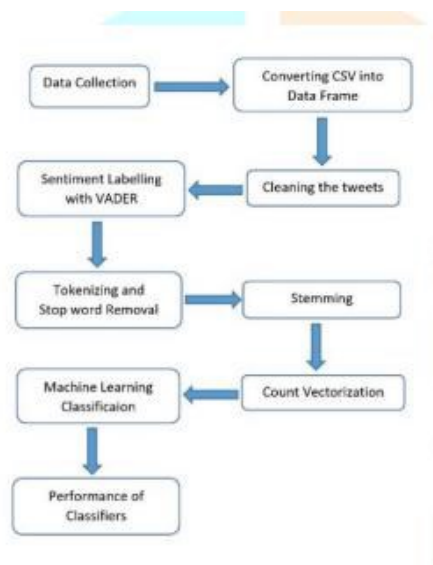 Data Collection
Converting CSV into
Data Frame
Cleaning the tweets
Sentiment Labelling
with VADER
Tokenizing and
Stop word Removal
Stemming
Count Vectorization
Machine Learning
Classificaion
Performance of
Classifiers